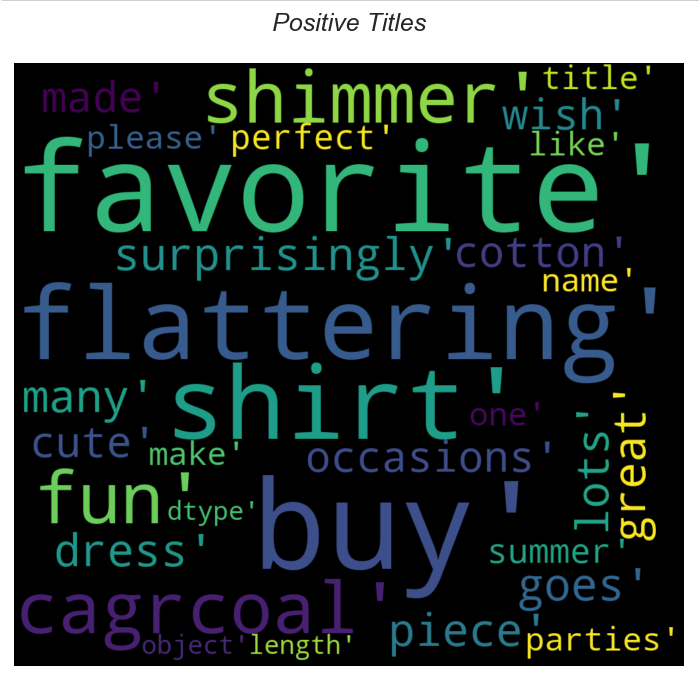 Positive Titles
made' shimmer' title'
wish'
please' perfect' like'
favorite'
surprisingly' cotton'
name'
flattering'
many' shirt' one'
cute' make' occasions' lots' great'
fun' dtype' buy'
dress' summer'
goes'
cagrcoal' piece' parties'
object' length'